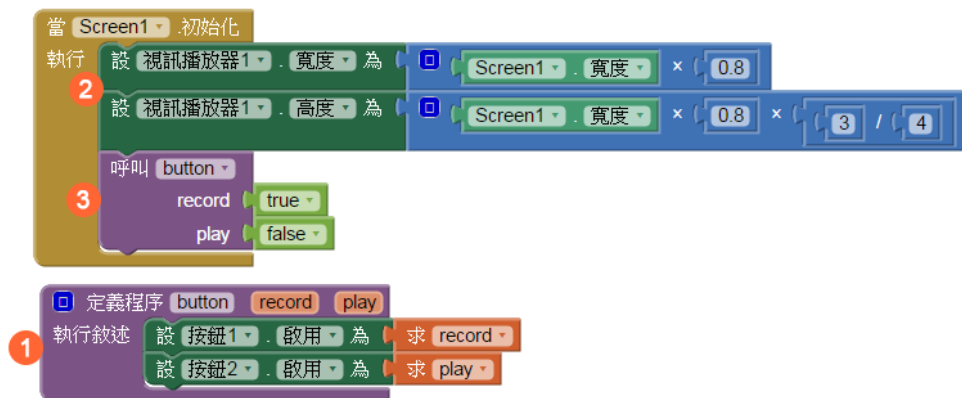 當 Screen1 .初始化
執行 設 視訊播放器1 . 寬度 為 Screen1 . 寬度 × 0.8
2
設 視訊播放器1 . 高度 為 Screen1 . 寬度 × 0.8 × 3 / 4
呼叫 button
3 record true
play false
定義程序 button record play
1 執行敘述 設 按鈕1 . 啟用 為 求 record
設 按鈕2 . 啟用 為 求 play